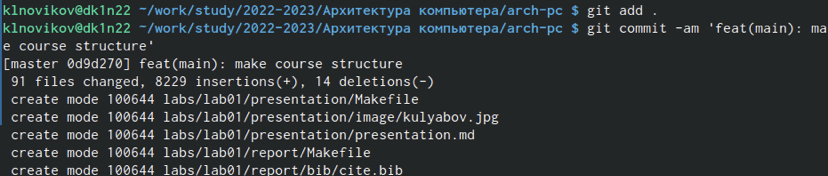 klnovikov@dk1n22 ~/work/study/2022-2023/Архитектура компьютера/arch-pc $ git add .
klnovikov@dk1n22 ~/work/study/2022-2023/Архитектура компьютера/arch-pc $ git commit -am 'feat(main): mak
e course structure'
[master 0d9d270] feat(main): make course structure
 91 files changed, 8229 insertions(+), 14 deletions(-)
 create mode 100644 labs/lab01/presentation/Makefile
 create mode 100644 labs/lab01/presentation/image/kulyabov.jpg
 create mode 100644 labs/lab01/presentation/presentation.md
 create mode 100644 labs/lab01/report/Makefile
 create mode 100644 labs/lab01/report/bib/cite.bib